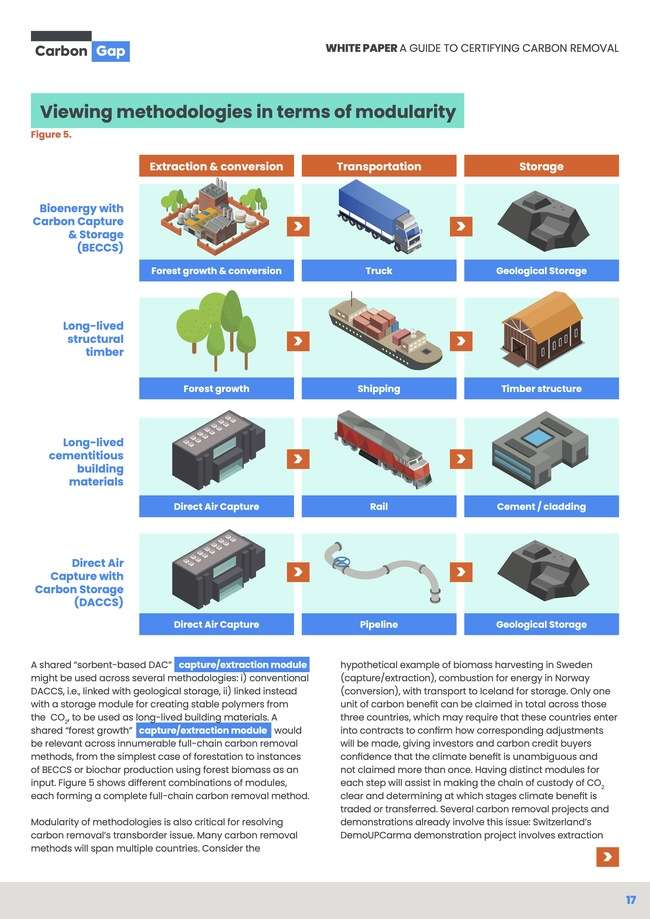 Carbon Gap
WHITE PAPER A GUIDE TO CERTIFYING CARBON REMOVAL
Viewing methodologies in terms of modularity
Figure 5.
Extraction & conversion
Transportation
Storage
Bioenergy with
Carbon Capture
& Storage
(BECCS)
Forest growth & conversion
Truck
Geological Storage
Long-lived
structural
timber
Forest growth
Shipping
Timber structure
Long-lived
cementitious
building
materials
Direct Air Capture
Rail
Cement / cladding
Direct Air
Capture with
Carbon Storage
(DACCS)
Direct Air Capture
Pipeline
Geological Storage
A shared “sorbent-based DAC” capture/extraction module
might be used across several methodologies: i) conventional
DACCS, i.e., linked with geological storage, ii) linked instead
with a storage module for creating stable polymers from
the CO₂, to be used as long-lived building materials. A
shared “forest growth” capture/extraction module would
be relevant across innumerable full-chain carbon removal
methods, from the simplest case of forestation to instances
of BECCS or biochar production using forest biomass as an
input. Figure 5 shows different combinations of modules,
each forming a complete full-chain carbon removal method.
Modularity of methodologies is also critical for resolving
carbon removal’s transborder issue. Many carbon removal
methods will span multiple countries. Consider the
hypothetical example of biomass harvesting in Sweden
(capture/extraction), combustion for energy in Norway
(conversion), with transport to Iceland for storage. Only one
unit of carbon benefit can be claimed in total across those
three countries, which may require that these countries enter
into contracts to confirm how corresponding adjustments
will be made, giving investors and carbon credit buyers
confidence that the climate benefit is unambiguous and
not claimed more than once. Having distinct modules for
each step will assist in making the chain of custody of CO₂
clear and determining at which stages climate benefit is
traded or transferred. Several carbon removal projects and
demonstrations already involve this issue: Switzerland’s
DemoUPCarma demonstration project involves extraction
17